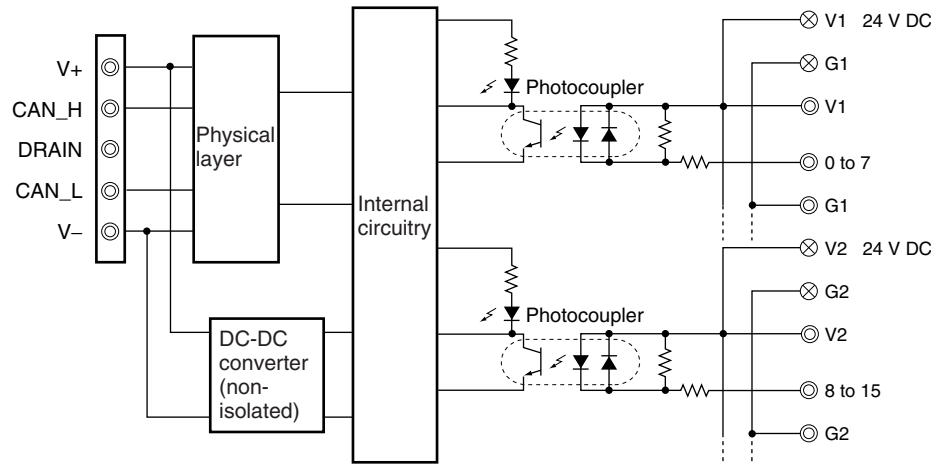 V+
CAN_H
DRAIN
CAN_L
V–
Physical
layer
DC-DC
converter
(non-
isolated)
Internal
circuitry
Photocoupler
V1 24 V DC
G1
V1
0 to 7
G1
Photocoupler
V2 24 V DC
G2
V2
8 to 15
G2